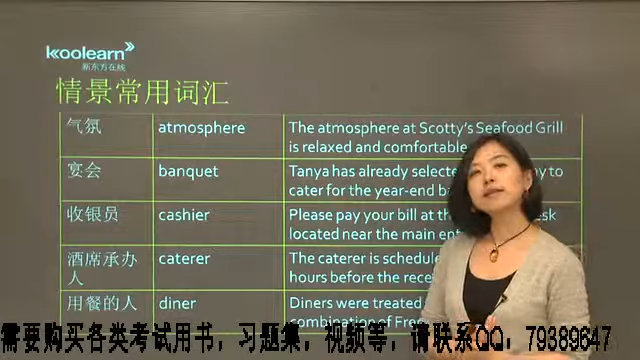 koolearn
新东方在线
情景常用词汇
气氛 atmosphere The atmosphere at Scotty's Seafood Grill
is relaxed and comfortable
宴会 banquet Tanya has already selecte ny to
cater for the year-end b
收银员 cashier Please pay your bill at th esk
located near the main ent
酒席承办 caterer The caterer is schedule
人 hours before the rece
用餐的人 diner Diners were treated
combination of Fre
需要购买各类考试用书，习题集，视频等，请联系QQ：79389647